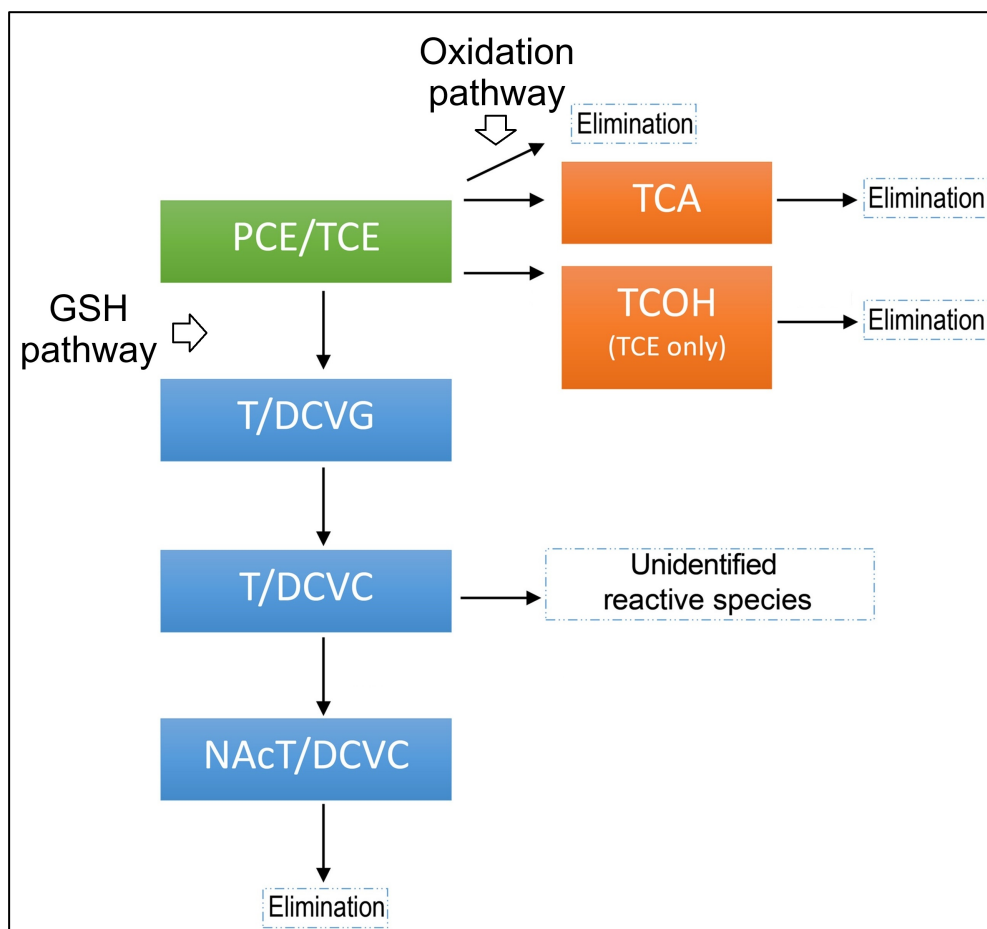 Oxidation
pathway
Elimination
TCA
Elimination
PCE/TCE
TCOH
(TCE only)
Elimination
GSH
pathway
T/DCVG
T/DCVC
Unidentified
reactive species
NAcT/DCVC
Elimination